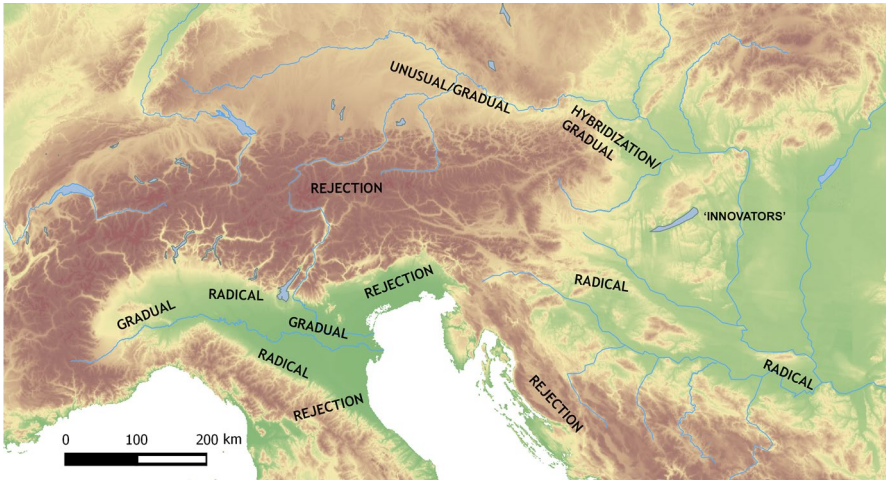 UNUSUAL/GRADUAL
HYBRIDIZATION/
GRADUAL
REJECTION
'INNOVATORS'
REJECTION
RADICAL
RADICAL
GRADUAL
GRADUAL
RADICAL
RADICAL
REJECTION
REJECTION
0 100 200 km